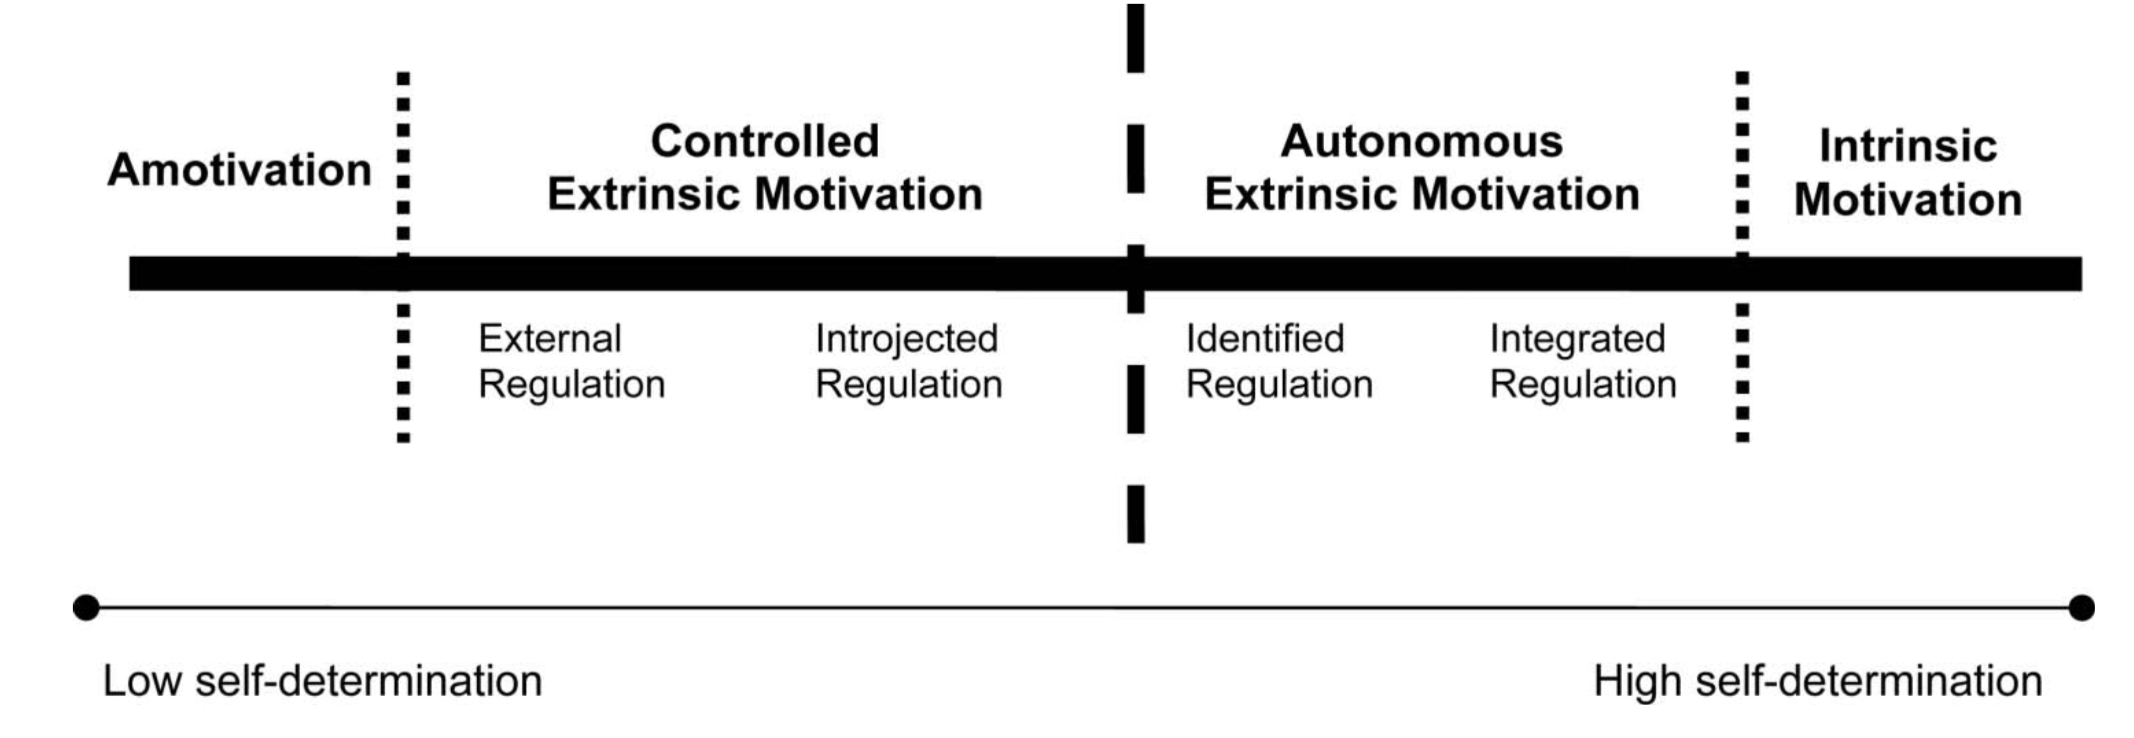 Amotivation
Controlled
Extrinsic Motivation
Autonomous
Extrinsic Motivation
Intrinsic
Motivation
External
Regulation
Introjected
Regulation
Identified
Regulation
Integrated
Regulation
Low self-determination
High self-determination